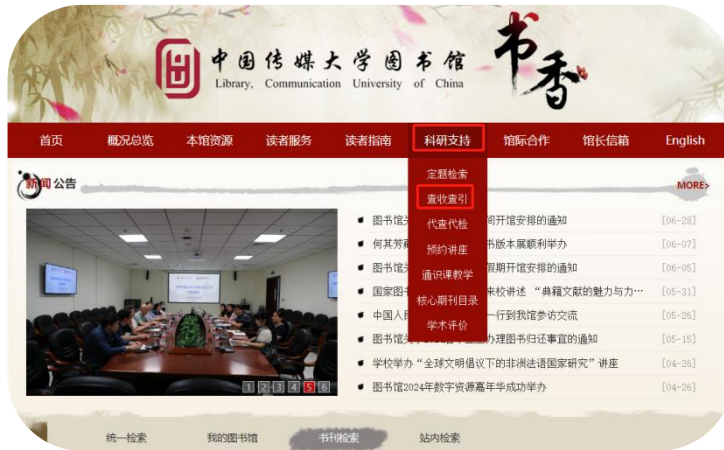 中国传媒大学图书馆
Library, Communication University of China
书香
首页 概况总览 本馆资源 读者服务 读者指南 科研支持 馆际合作 馆长信箱 English
定题检索
查收查引
代查代检
预约讲座
通识课教学
核心期刊目录
学术评价
新闻公告
MORE>
图书馆关 间开馆安排的通知 [06-28]
何其芳 书版本展顺利举办 [06-07]
图书馆关 假期开馆安排的通知 [06-05]
国家图书 来校讲述 “典籍文献的魅力与力… [05-31]
中国人民 一行到我馆参访交流 [05-26]
图书馆关于 办理图书归还事宜的通知 [05-15]
学校举办“全球文明倡议下的非洲法语国家研究”讲座 [04-26]
图书馆2024年数字资源嘉年华成功举办 [04-26]
1 2 3 4 5 6
统一检索 我的图书馆 书刊检索 站内检索